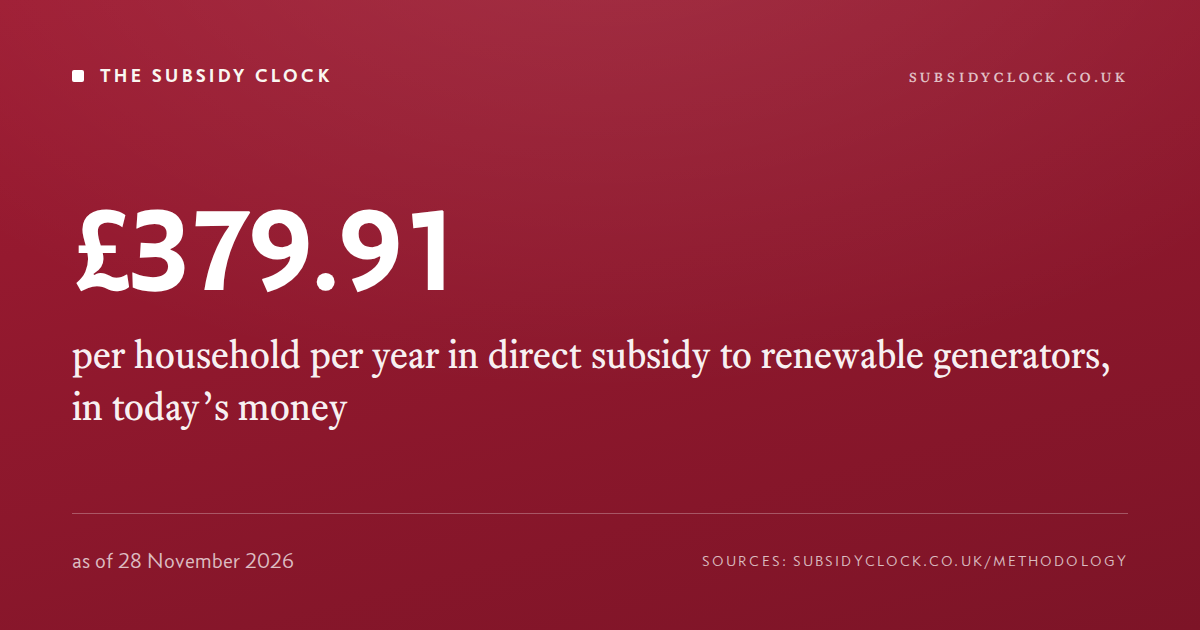 THE SUBSIDY CLOCK
SUBSIDYCLOCK.CO.UK
£379.91
per household per year in direct subsidy to renewable generators,
in today’s money
as of 28 November 2026
SOURCES: SUBSIDYCLOCK.CO.UK/METHODOLOGY